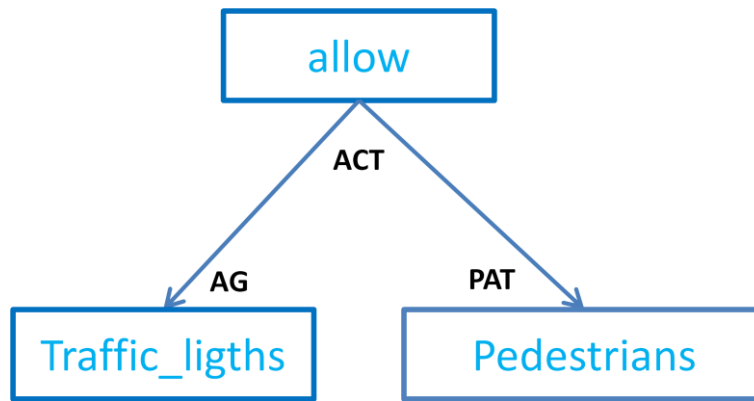 allow
ACT
AG
PAT
Traffic_ligths
Pedestrians